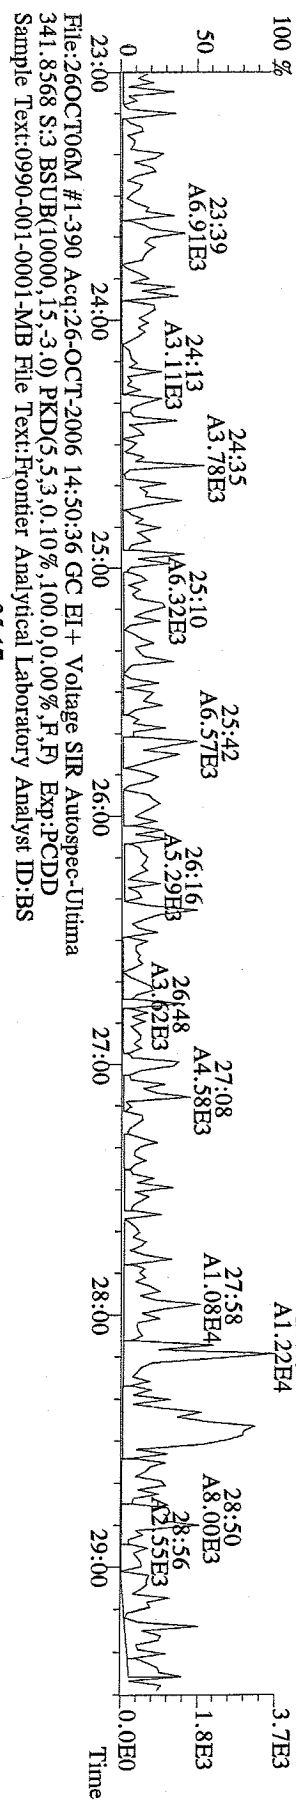 File:26OCT06M #1-390 Acq:26-OCT-2006 14:50:36 GC EI+ Voltage SIR Autospec-Ultima
341.8568 S:3 BSUB(10000,15,-3.0) PKD(5,5,3,0.10%,100.0,0.00%,F,F) Exp:PCDD
Sample Text:0990-001-0001-MB File Text:Frontier Analytical Laboratory Analyst ID:BS
100 %
50
0
23:39
A6.91E3
24:13
A3.11E3
24:35
A3.78E3
25:10
A6.32E3
25:42
A6.57E3
26:16
A5.29E3
26:48
A3.62E3
27:08
A4.58E3
27:58
A1.08E4
A1.22E4
28:50
A8.00E3
28:56
A2.55E3
3.7E3
1.8E3
0.0E0
23:00
24:00
25:00
26:00
27:00
28:00
29:00
Time